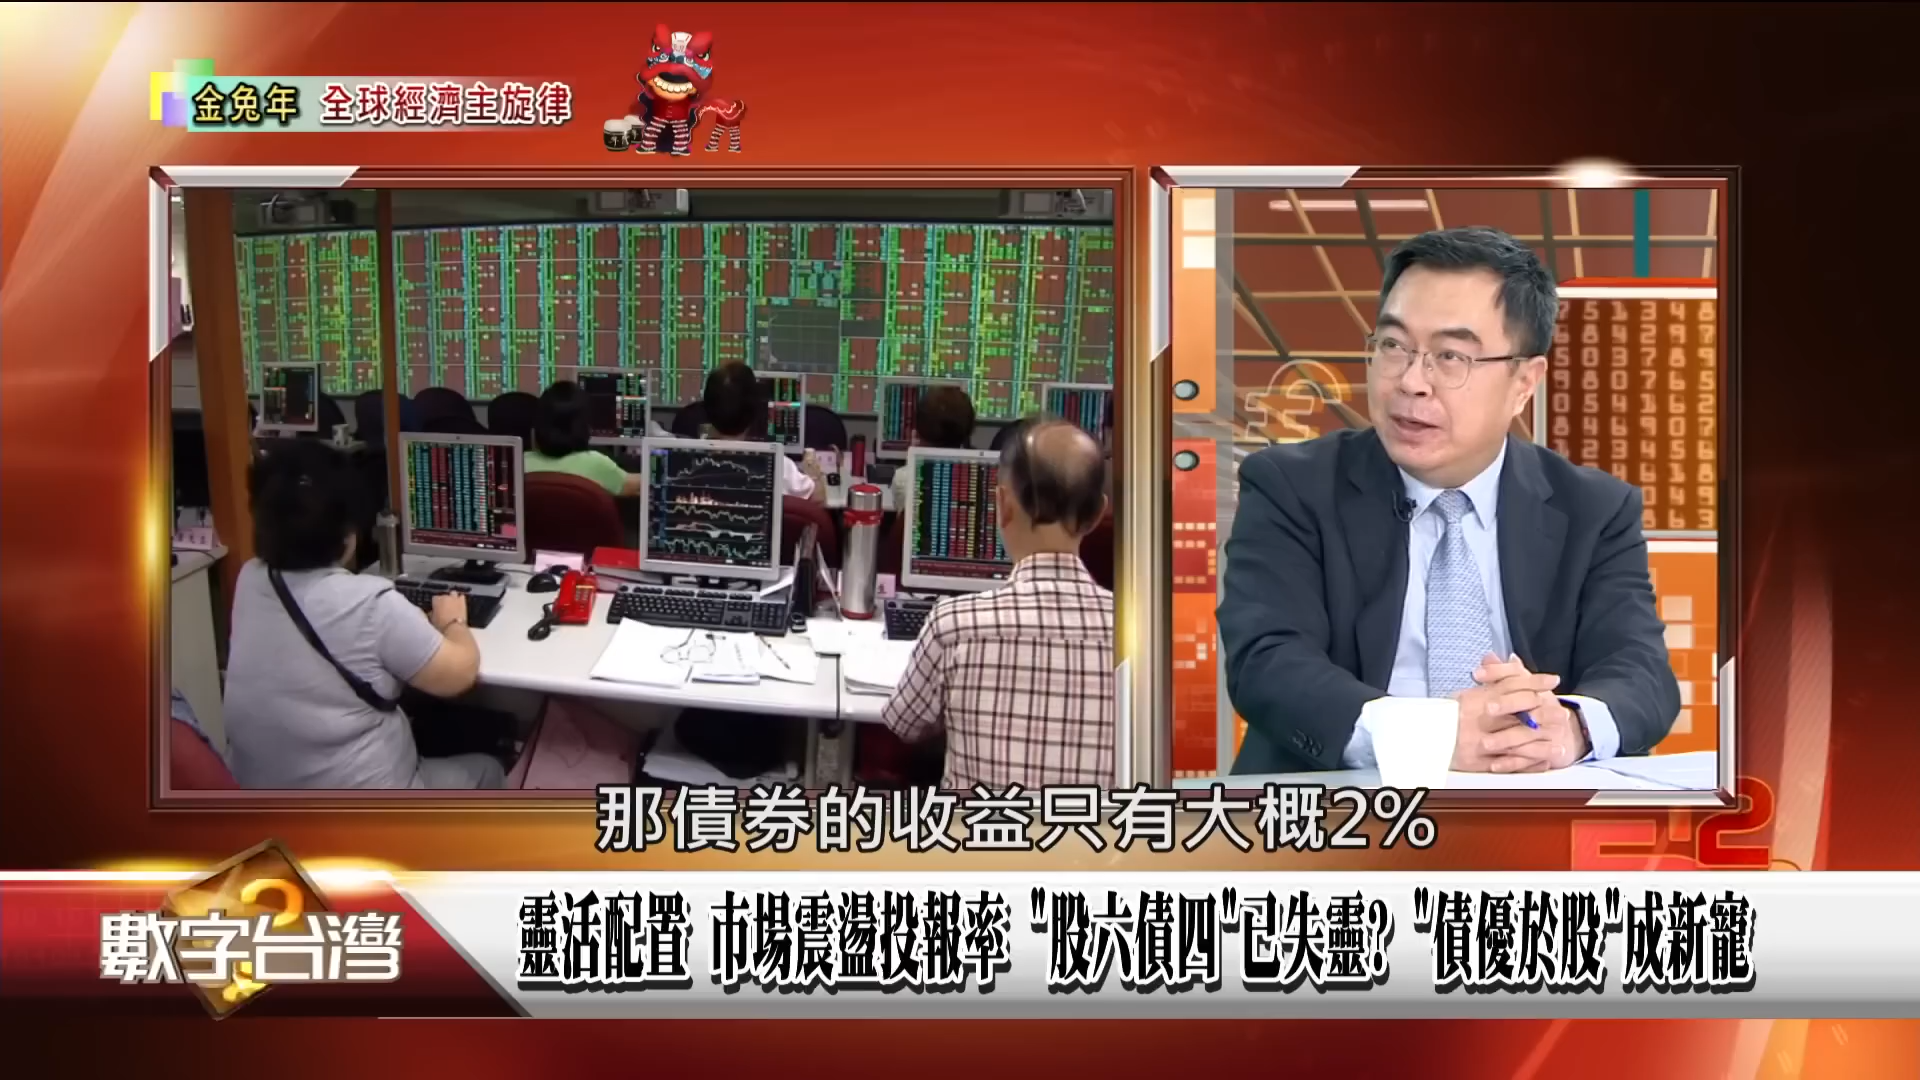 金兔年 全球經濟主旋律
那債券的收益只有大概2%
數字台灣
靈活配置 市場震盪投報率 "股六債四"已失靈? "債優於股"成新寵